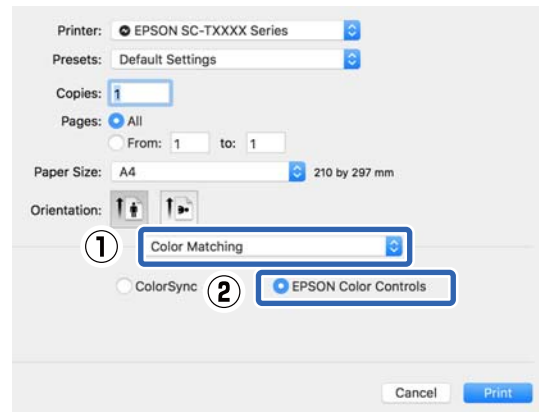 Printer: EPSON SC-TXXXX Series
Presets: Default Settings
Copies: 1
Pages: All
From: 1 to: 1
Paper Size: A4 210 by 297 mm
Orientation:
① Color Matching
ColorSync ② EPSON Color Controls
Cancel Print